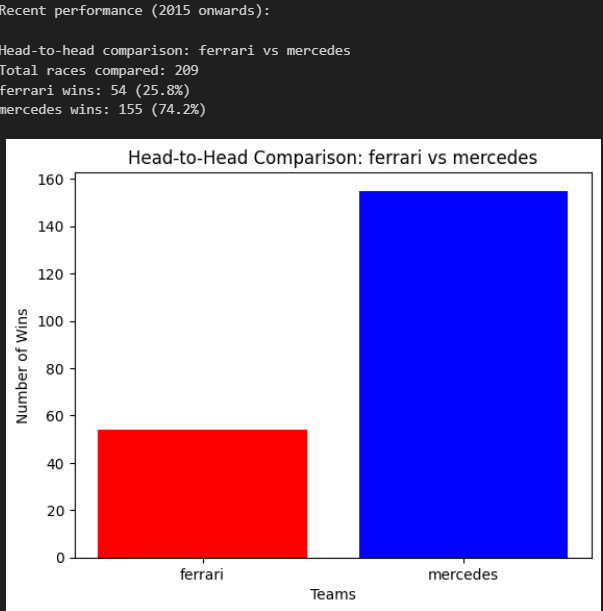 Recent performance (2015 onwards):
Head-to-head comparison: ferrari vs mercedes
Total races compared: 209
ferrari wins: 54 (25.8%)
mercedes wins: 155 (74.2%)
Head-to-Head Comparison: ferrari vs mercedes
160
140
120
100
80
60
40
20
0
Number of Wins
ferrari
mercedes
Teams